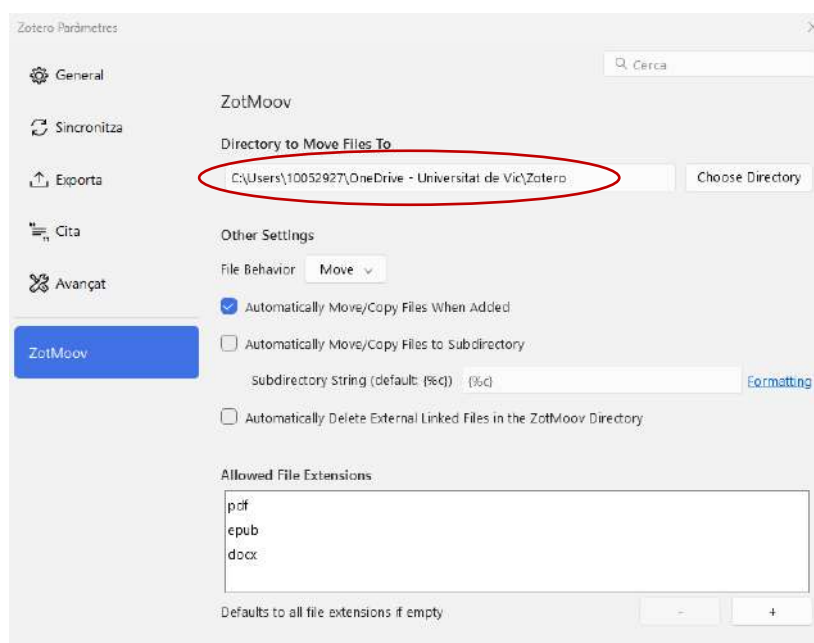 Zotero Paràmetres
Cerca
General
Sincronitza
Exporta
Cita
Avançat
ZotMoov
ZotMoov
Directory to Move Files To
C:\Users\10052927\OneDrive - Universitat de Vic\Zotero
Choose Directory
Other Settings
File Behavior Move
Automatically Move/Copy Files When Added
Automatically Move/Copy Files to Subdirectory
Subdirectory String (default: {%c}) {%c}
Formatting
Automatically Delete External Linked Files in the ZotMoov Directory
Allowed File Extensions
pdf
epub
docx
Defaults to all file extensions if empty
- +